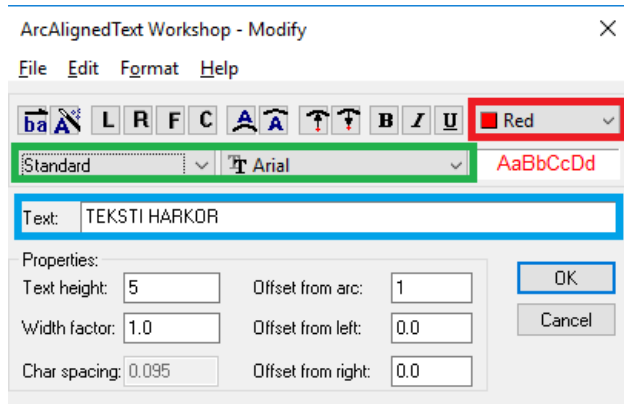 ArcAlignedText Workshop - Modify
File Edit Format Help
ba A L R F C A A B I U Red
Standard Arial AaBbCcDd
Text: TEKSTI HARKOR
Properties:
Text height: 5 Offset from arc: 1 OK
Width factor: 1.0 Offset from left: 0.0 Cancel
Char spacing: 0.095 Offset from right: 0.0